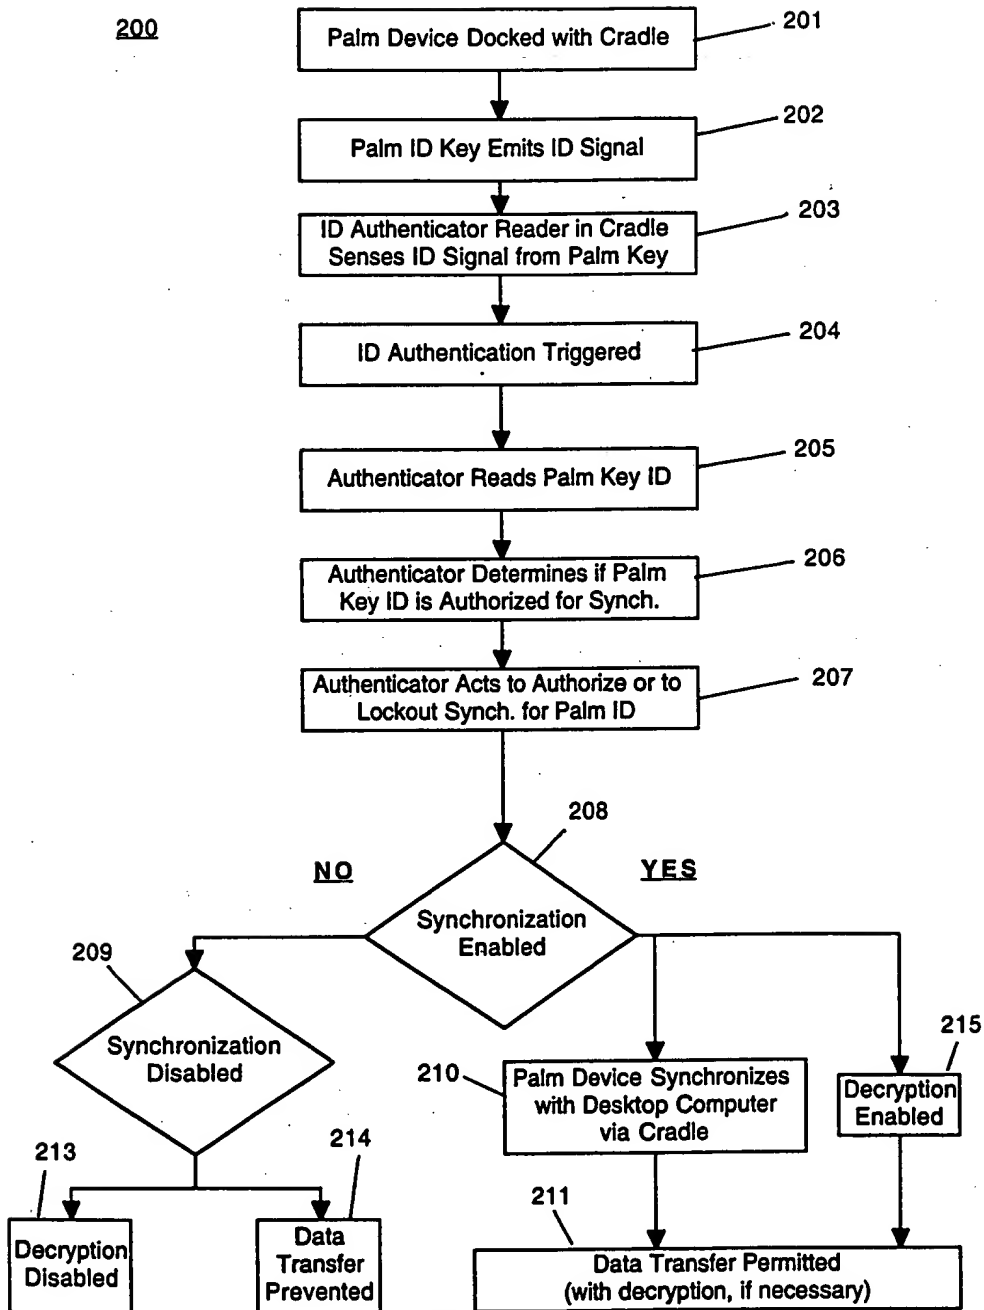 200
Palm Device Docked with Cradle
201
Palm ID Key Emits ID Signal
202
ID Authenticator Reader in Cradle
Senses ID Signal from Palm Key
203
ID Authentication Triggered
204
Authenticator Reads Palm Key ID
205
Authenticator Determines if Palm
Key ID is Authorized for Synch.
206
Authenticator Acts to Authorize or to
Lockout Synch. for Palm ID
207
208
NO
YES
Synchronization
Enabled
209
Synchronization
Disabled
210
Palm Device Synchronizes
with Desktop Computer
via Cradle
215
Decryption
Enabled
213
Decryption
Disabled
214
Data
Transfer
Prevented
211
Data Transfer Permitted
(with decryption, if necessary)